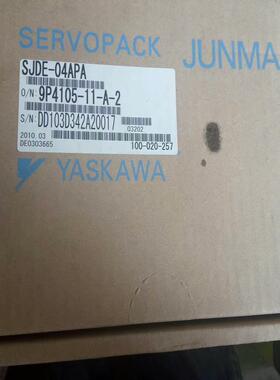 SERVOPACK JUNMA
SJDE-04APA
O/N 9P4105-11-A-2
S/N DD103D342A20017
03202
2010.03
DE0303665
100-020-257
YASKAWA